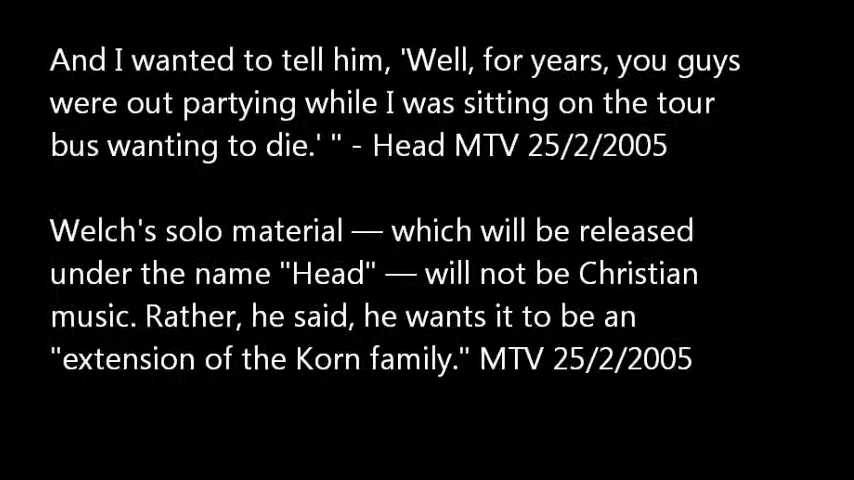 And I wanted to tell him, 'Well, for years, you guys
were out partying while I was sitting on the tour
bus wanting to die.' " - Head MTV 25/2/2005
Welch's solo material — which will be released
under the name "Head" — will not be Christian
music. Rather, he said, he wants it to be an
"extension of the Korn family." MTV 25/2/2005